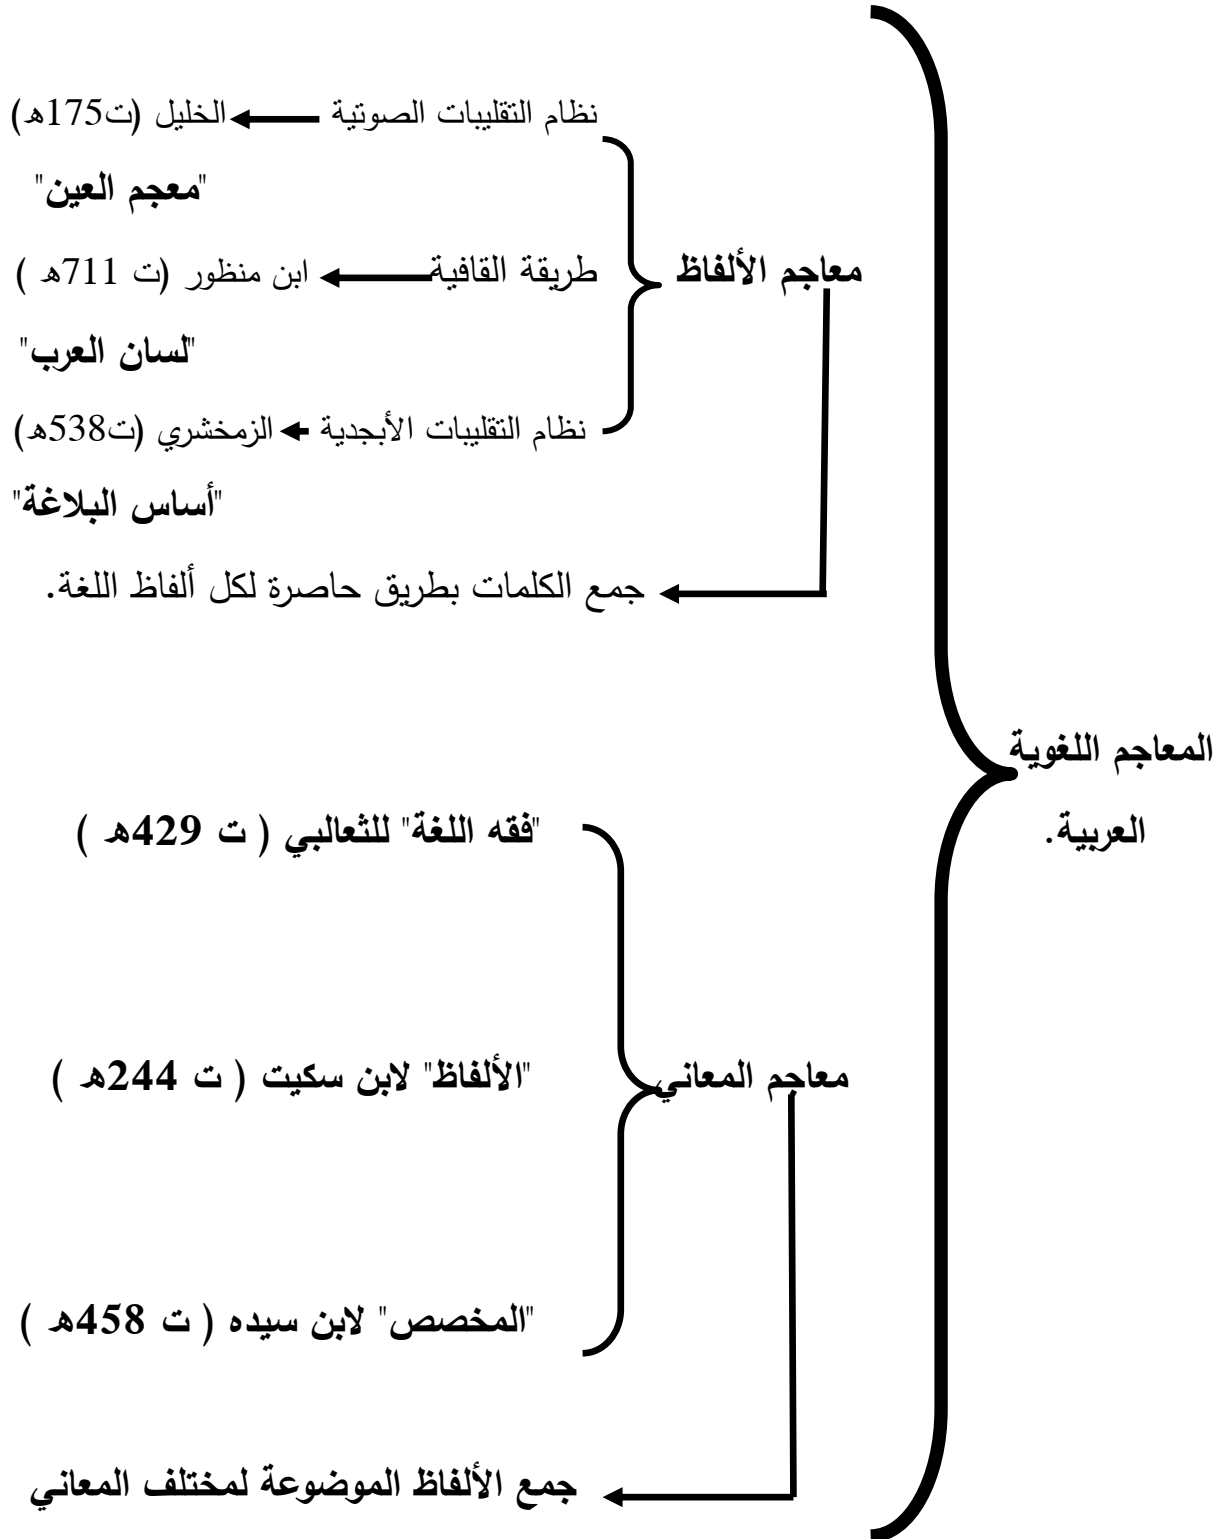 نظام التقليبات الصوتية الخليل (ت175ه)
"معجم العين"
معاجم الألفاظ
طريقة القافية ابن منظور (ت 711ه )
"لسان العرب"
نظام التقليبات الأبجدية الزمخشري (ت538ه)
"أساس البلاغة"
جمع الكلمات بطريق حاصرة لكل ألفاظ اللغة.
المعاجم اللغوية
العربية.
"فقه اللغة" للثعالبي ( ت 429ه )
معاجم المعاني
"الألفاظ" لابن سكيت ( ت 244ه )
"المخصص" لابن سيده ( ت 458ه )
جمع الألفاظ الموضوعة لمختلف المعاني